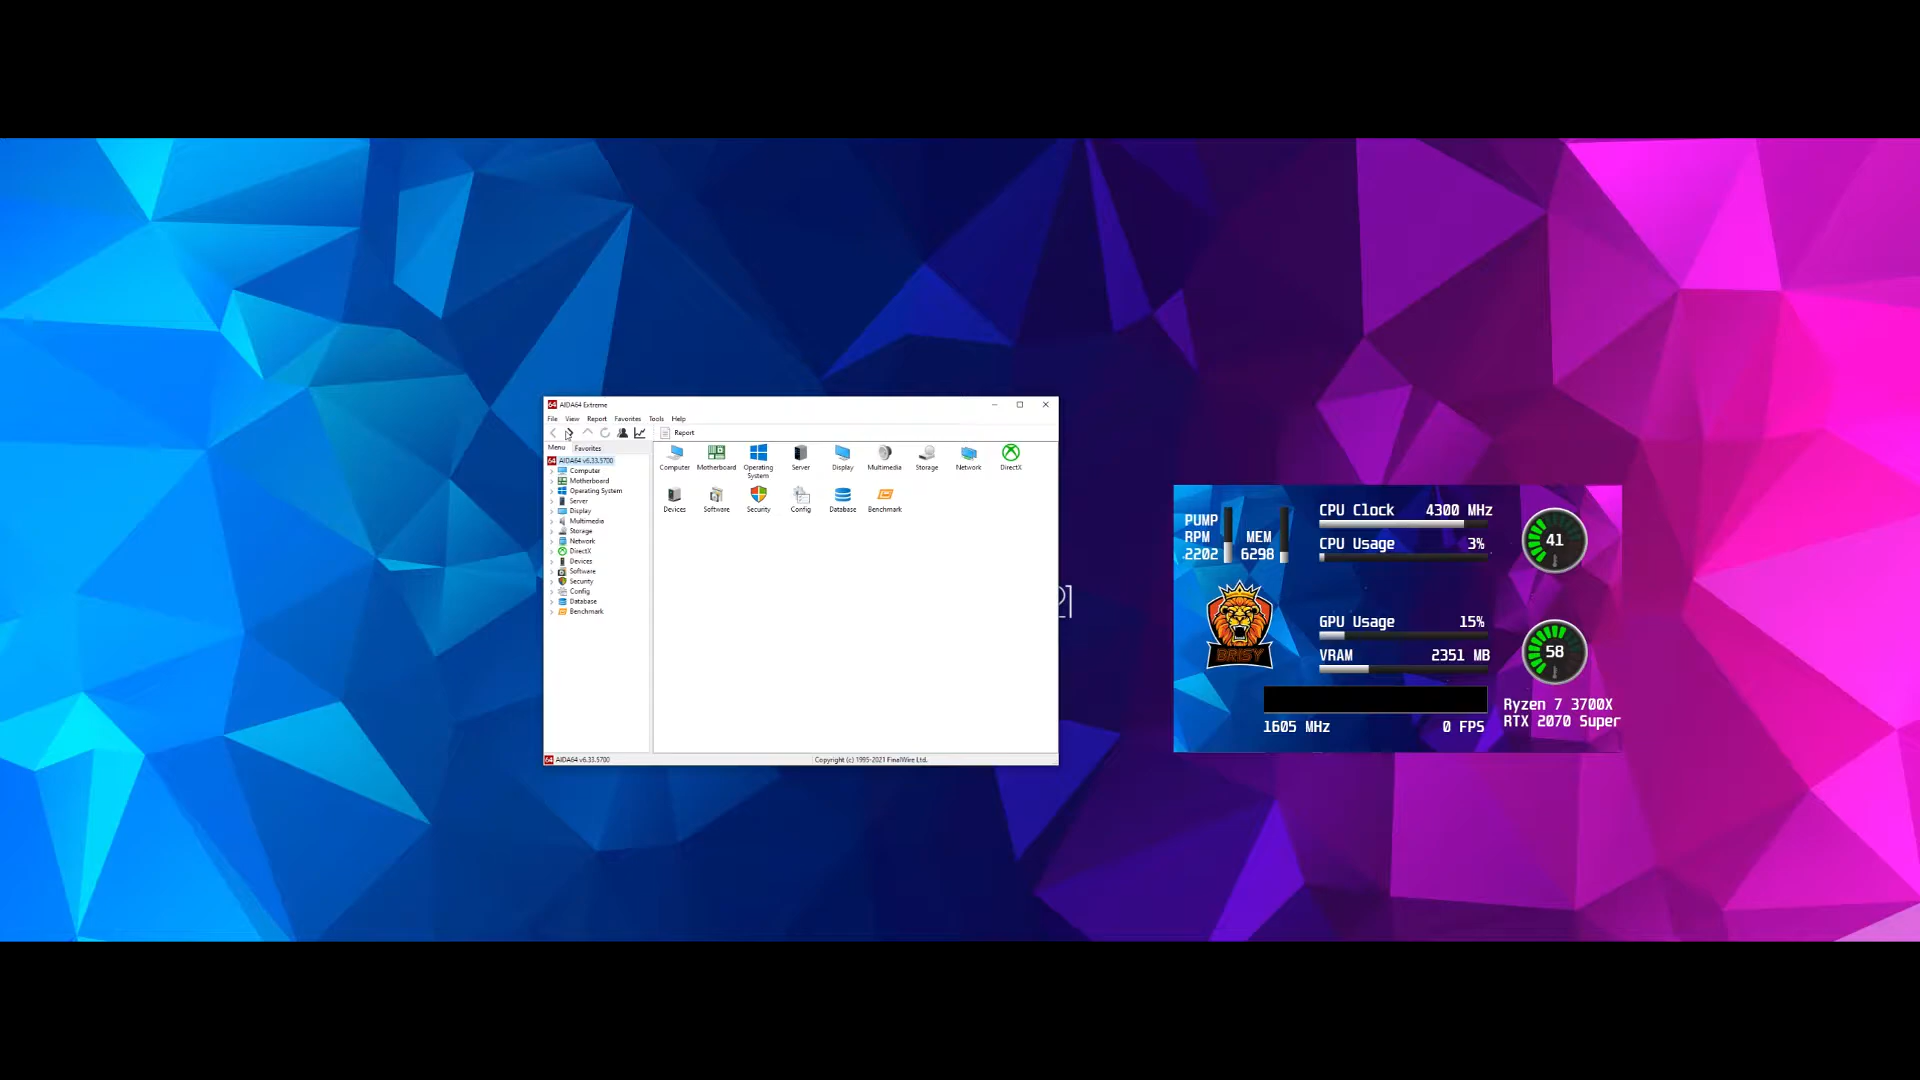 64 AIDA64 Extreme
File View Report Favorites Tools Help
Report
Menu Favorites
64 AIDA64 v6.33.5700
Computer
Motherboard
Operating System
Server
Display
Multimedia
Storage
Network
DirectX
Devices
Software
Security
Config
Database
Benchmark
Computer Motherboard Operating System Server Display Multimedia Storage Network DirectX
Devices Software Security Config Database Benchmark
64 AIDA64 v6.33.5700 Copyright (c) 1995-2021 FinalWire Ltd.
PUMP
RPM
2202
MEM
6298
CPU Clock 4300 MHz
CPU Usage 3%
41
BRISY
GPU Usage 15%
VRAM 2351 MB
58
1605 MHz 0 FPS
Ryzen 7 3700X
RTX 2070 Super